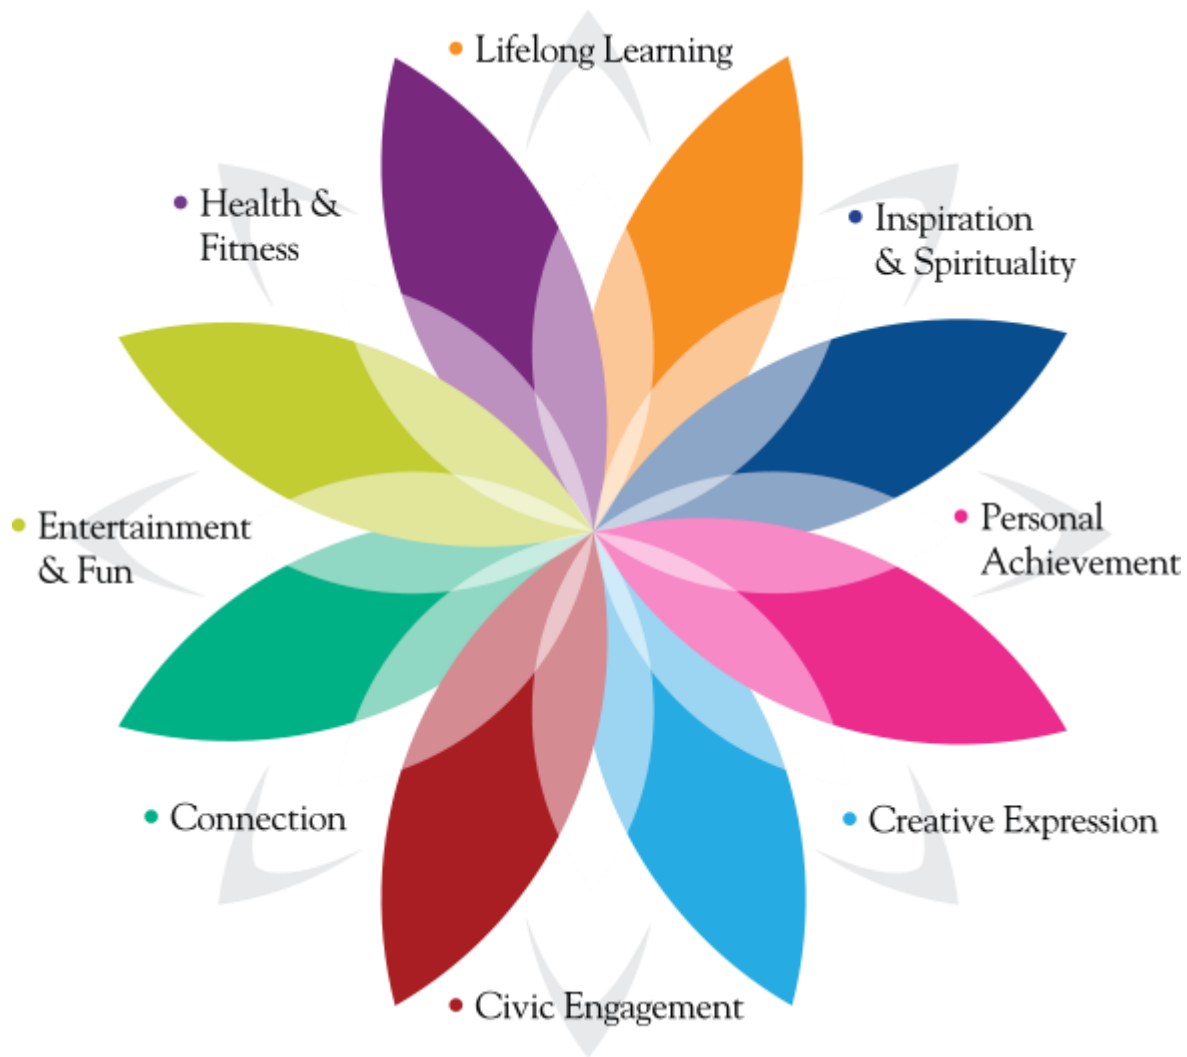 Lifelong Learning
Health &
Fitness
Inspiration
& Spirituality
Entertainment
& Fun
Personal
Achievement
Connection
Creative Expression
Civic Engagement